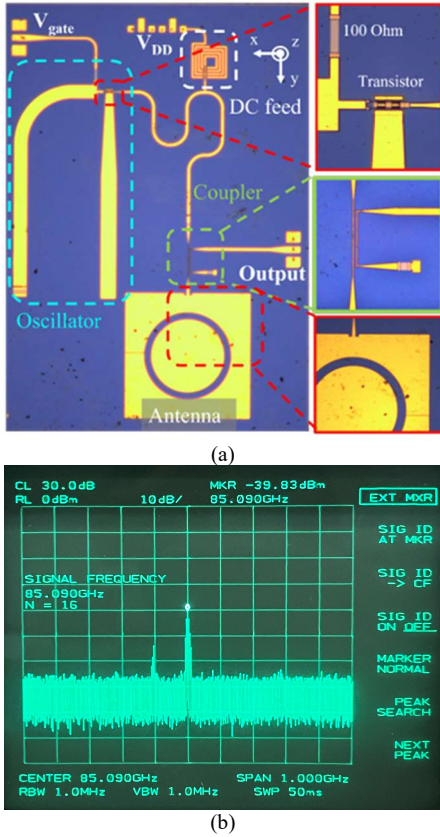 V_gate
V_DD
x
z
y
DC feed
Coupler
Output
Oscillator
Antenna
100 Ohm
Transistor
(a)
CL 30.0dB
MKR -39.83dBm
RL 0dBm
10dB/
85.090GHz
SIGNAL FREQUENCY
85.090GHz
N = 16
CENTER 85.090GHz
SPAN 1.000GHz
RBW 1.0MHz
VBW 1.0MHz
SWP 50ms
EXT MXR
SIG ID
AT MKR
SIG ID
-> CF
SIG ID
ON OFF
MARKER
NORMAL
PEAK
SEARCH
NEXT
PEAK
(b)